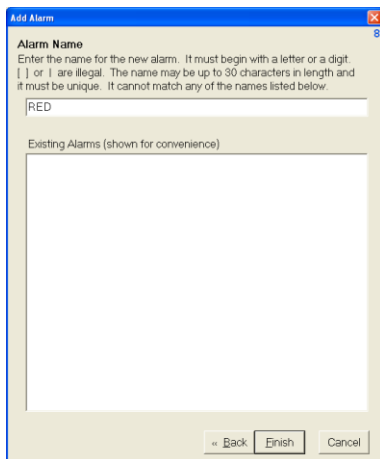 Add Alarm
8
Alarm Name
Enter the name for the new alarm. It must begin with a letter or a digit.
[ ] or | are illegal. The name may be up to 30 characters in length and
it must be unique. It cannot match any of the names listed below.
RED
Existing Alarms (shown for convenience)
« Back Finish Cancel